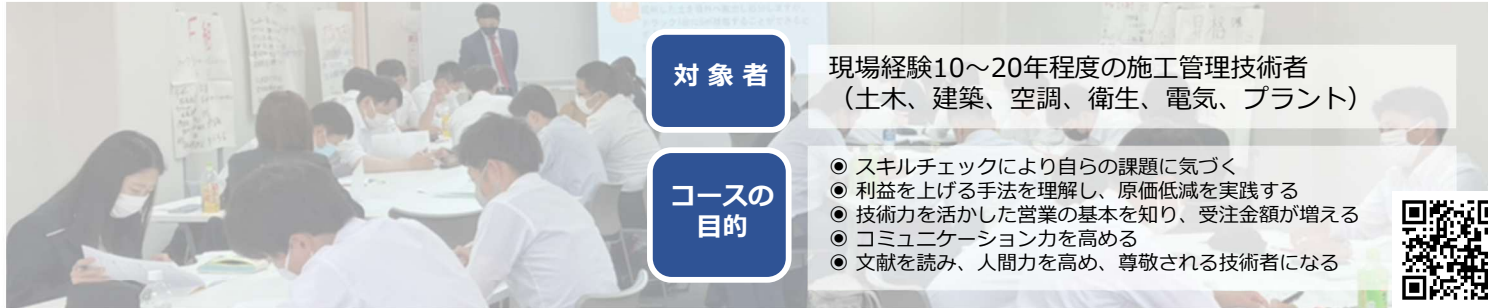 対象者
現場経験10～20年程度の施工管理技術者
（土木、建築、空調、衛生、電気、プラント）
コースの
目的
◉ スキルチェックにより自らの課題に気づく
◉ 利益を上げる手法を理解し、原価低減を実践する
◉ 技術力を活かした営業の基本を知り、受注金額が増える
◉ コミュニケーション力を高める
◉ 文献を読み、人間力を高め、尊敬される技術者になる